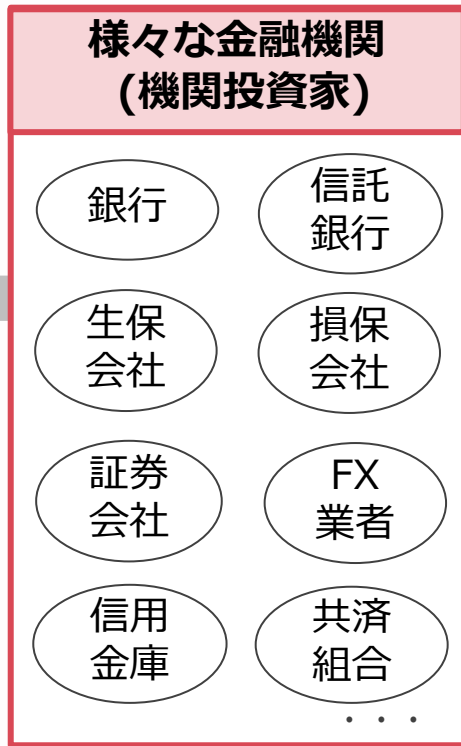 様々な金融機関
(機関投資家)
銀行
信託
銀行
生保
会社
損保
会社
証券
会社
FX
業者
信用
金庫
共済
組合
・・・